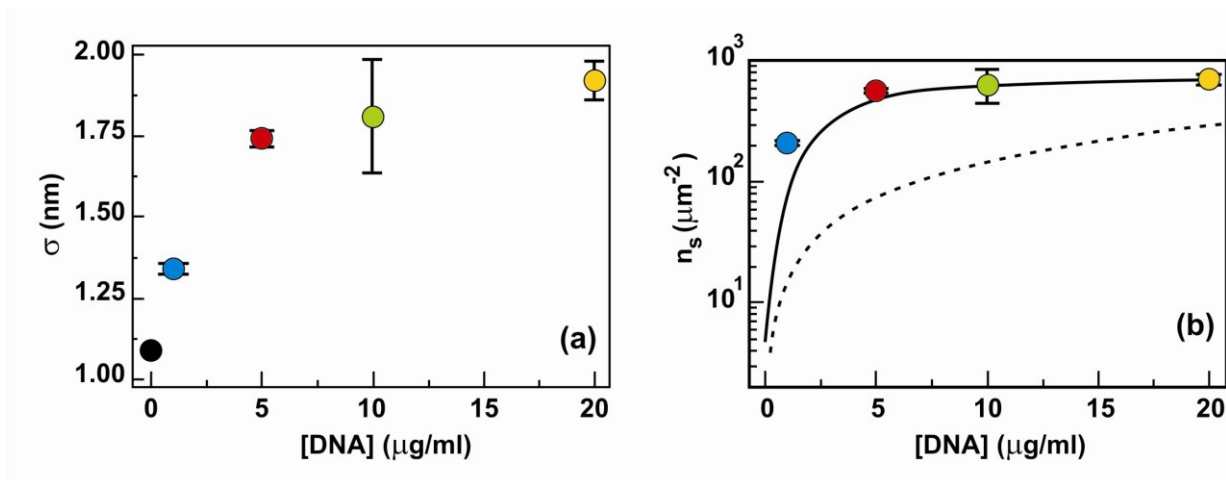 2.00
1.75
1.50
1.25
1.00
σ (nm)
(a)
0 5 10 15 20
[DNA] (μg/ml)
10³
10²
10¹
nₛ (μm⁻²)
(b)
0 5 10 15 20
[DNA] (μg/ml)